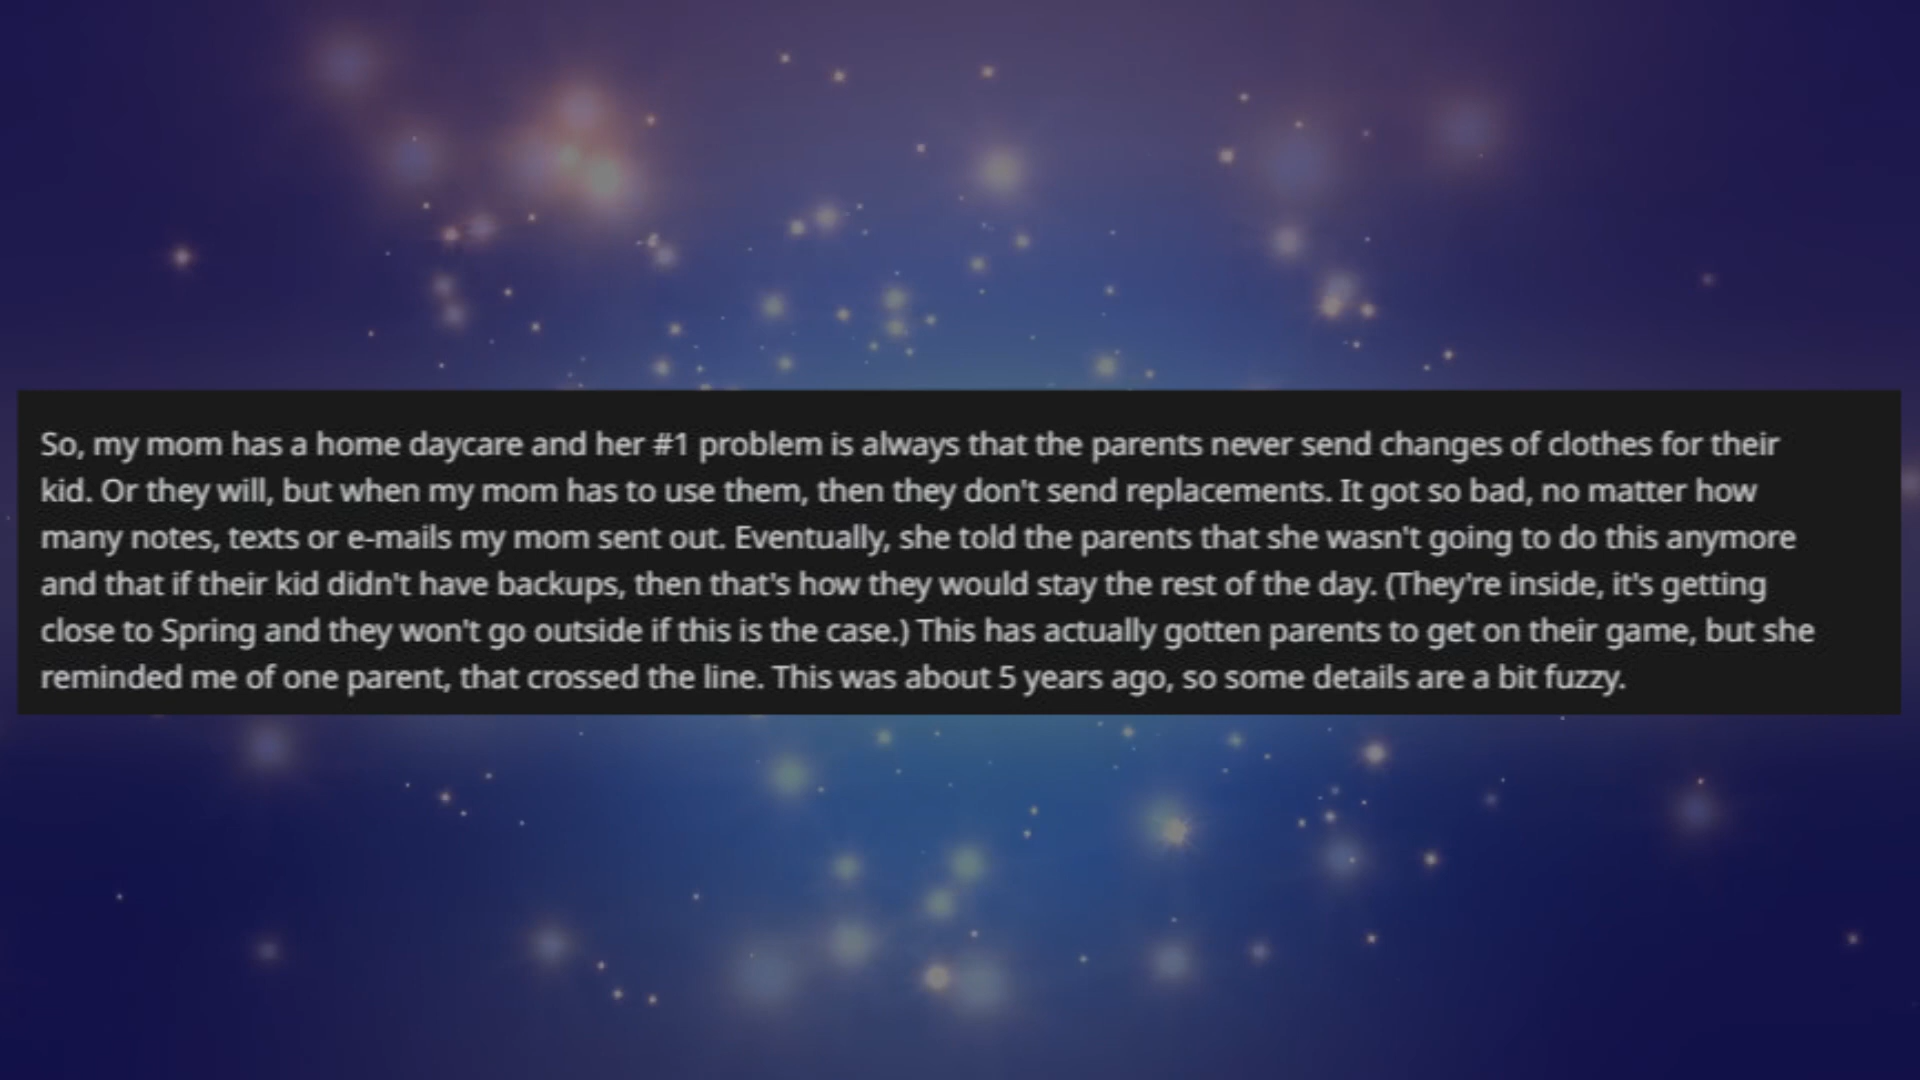 So, my mom has a home daycare and her #1 problem is always that the parents never send changes of clothes for their
kid. Or they will, but when my mom has to use them, then they don't send replacements. It got so bad, no matter how
many notes, texts or e-mails my mom sent out. Eventually, she told the parents that she wasn't going to do this anymore
and that if their kid didn't have backups, then that's how they would stay the rest of the day. (They're inside, it's getting
close to Spring and they won't go outside if this is the case.) This has actually gotten parents to get on their game, but she
reminded me of one parent, that crossed the line. This was about 5 years ago, so some details are a bit fuzzy.